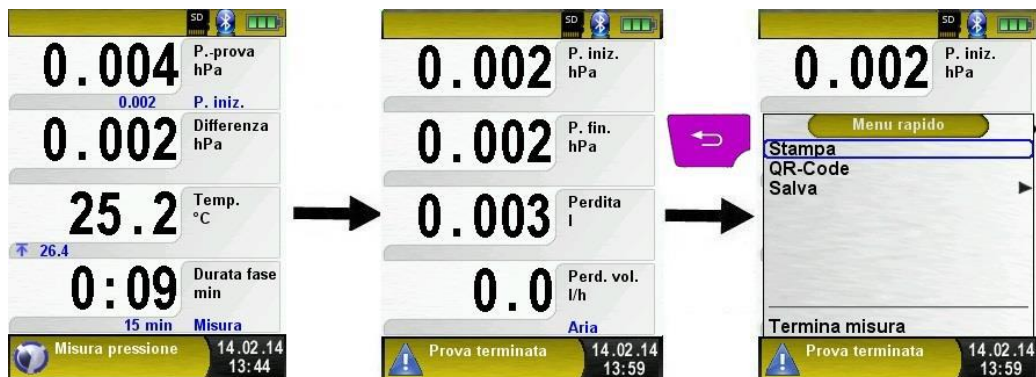 SD
0.004 P.-prova
hPa
0.002 P. iniz.
0.002 Differenza
hPa
25.2 Temp.
°C
26.4
0:09 Durata fase
min
15 min Misura
Misura pressione 14.02.14
13:44
SD
0.002 P. iniz.
hPa
0.002 P. fin.
hPa
0.003 Perdita
l
0.0 Perd. vol.
l/h
Aria
Prova terminata 14.02.14
13:59
SD
0.002 P. iniz.
hPa
Menu rapido
Stampa
QR-Code
Salva
Termina misura
Prova terminata 14.02.14
13:59